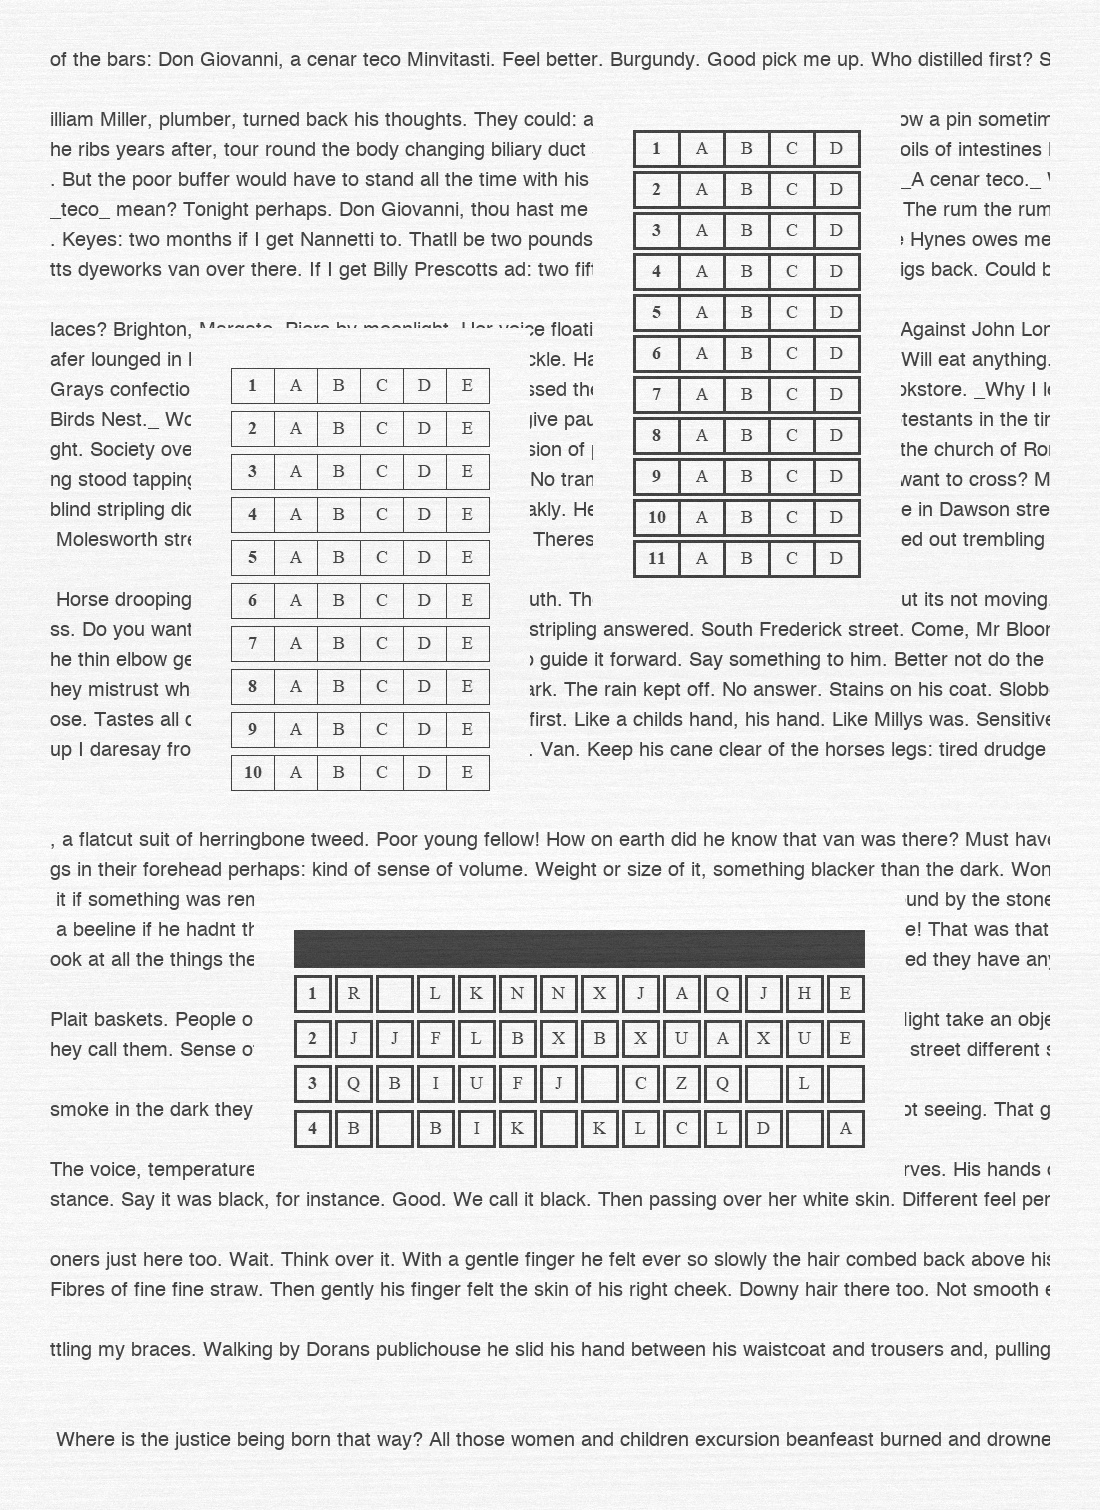 of the bars: Don Giovanni, a cenar teco Minvitasti. Feel better. Burgundy. Good pick me up. Who distilled first? S
illiam Miller, plumber, turned back his thoughts. They could: a ow a pin sometim
he ribs years after, tour round the body changing biliary duct oils of intestines
. But the poor buffer would have to stand all the time with his _A cenar teco._
_teco_ mean? Tonight perhaps. Don Giovanni, thou hast me The rum the rum
. Keyes: two months if I get Nannetti to. Thatll be two pounds Hynes owes me
tts dyeworks van over there. If I get Billy Prescotts ad: two fif igs back. Could b
laces? Brighton, Margate. Piers by moonlight. Her voice floati Against John Lon
afer lounged in ckle. Ha Will eat anything.
Grays confectio ssed the okstore. _Why I le
Birds Nest._ Wo give pau testants in the tim
ght. Society ove sion of the church of Ro
ng stood tapping No tran want to cross? M
blind stripling did akly. He e in Dawson stre
Molesworth stre Theres ed out trembling
Horse drooping uth. Th ut its not moving.
ss. Do you want stripling answered. South Frederick street. Come, Mr Bloom
he thin elbow ge guide it forward. Say something to him. Better not do the
hey mistrust wh ark. The rain kept off. No answer. Stains on his coat. Slobb
ose. Tastes all d first. Like a childs hand, his hand. Like Millys was. Sensitive
up I daresay fro . Van. Keep his cane clear of the horses legs: tired drudge
1 A B C D
2 A B C D
3 A B C D
4 A B C D
5 A B C D
6 A B C D
7 A B C D
8 A B C D
9 A B C D
10 A B C D
11 A B C D
1 A B C D E
2 A B C D E
3 A B C D E
4 A B C D E
5 A B C D E
6 A B C D E
7 A B C D E
8 A B C D E
9 A B C D E
10 A B C D E
, a flatcut suit of herringbone tweed. Poor young fellow! How on earth did he know that van was there? Must have
gs in their forehead perhaps: kind of sense of volume. Weight or size of it, something blacker than the dark. Won
it if something was rem und by the stone
a beeline if he hadnt th e! That was that
ook at all the things the ed they have any
Plait baskets. People o light take an obje
hey call them. Sense of street different s
smoke in the dark they ot seeing. That g
The voice, temperature rves. His hands
1 R L K N N X J A Q J H E
2 J J F L B X B X U A X U E
3 Q B I U F J C Z Q L
4 B B I K K L C L D A
stance. Say it was black, for instance. Good. We call it black. Then passing over her white skin. Different feel per
oners just here too. Wait. Think over it. With a gentle finger he felt ever so slowly the hair combed back above his
Fibres of fine fine straw. Then gently his finger felt the skin of his right cheek. Downy hair there too. Not smooth e
ttling my braces. Walking by Dorans publichouse he slid his hand between his waistcoat and trousers and, pulling
Where is the justice being born that way? All those women and children excursion beanfeast burned and drowne